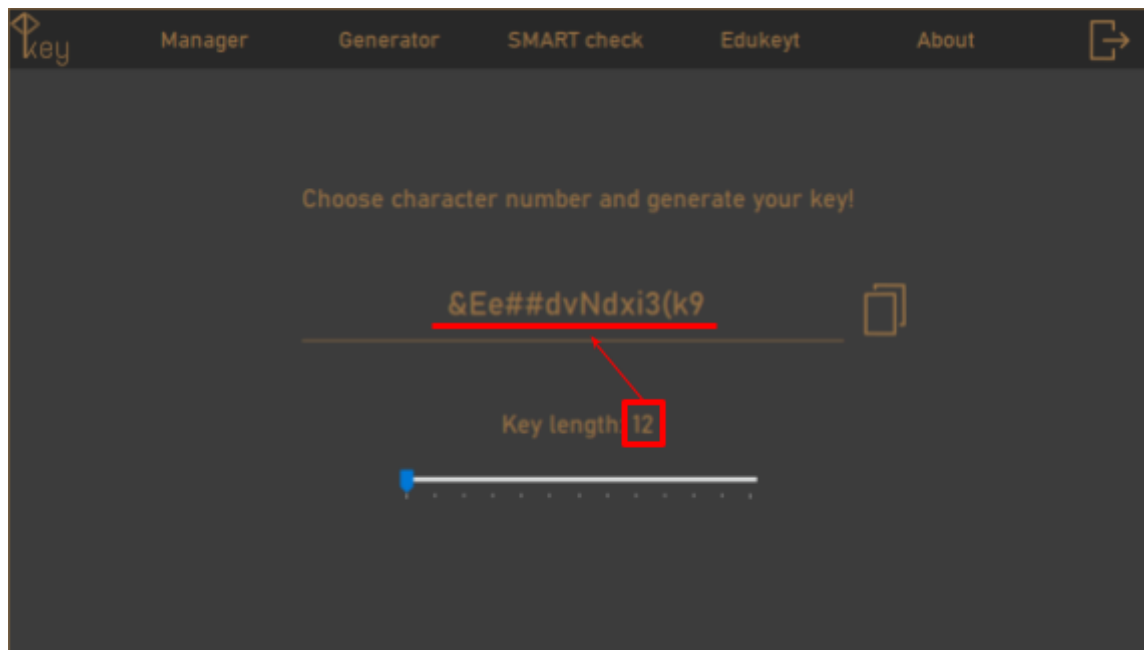 key
Manager Generator SMART check Edukeyt About
Choose character number and generate your key!
&Ee##dvNdxi3(k9
Key length 12